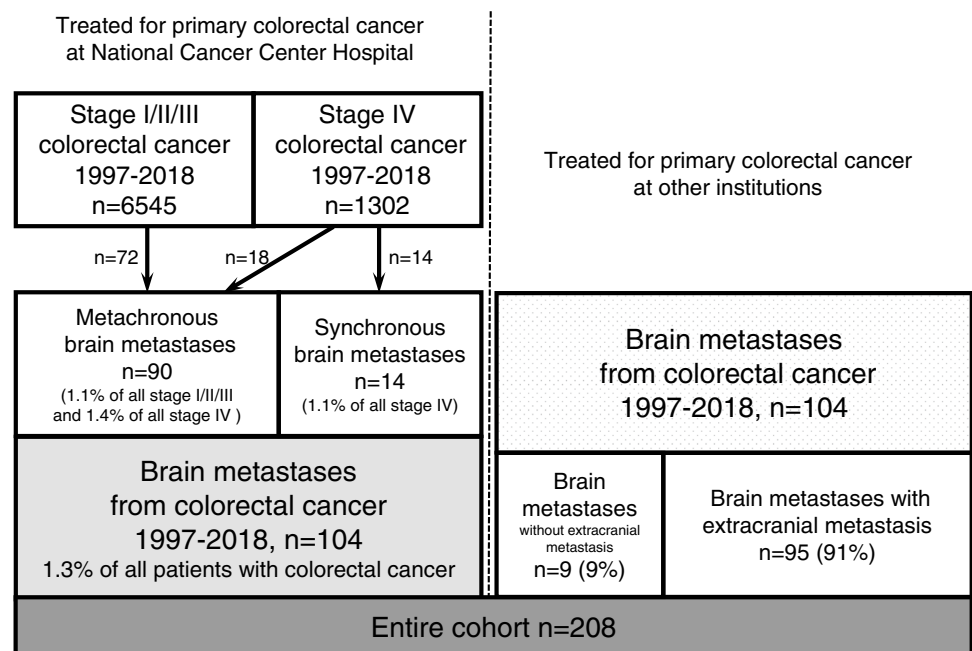 Treated for primary colorectal cancer
at National Cancer Center Hospital
Stage I/II/III
colorectal cancer
1997-2018
n=6545
Stage IV
colorectal cancer
1997-2018
n=1302
n=72
n=18
n=14
Metachronous
brain metastases
n=90
(1.1% of all stage I/II/III
and 1.4% of all stage IV )
Synchronous
brain metastases
n=14
(1.1% of all stage IV)
Brain metastases
from colorectal cancer
1997-2018, n=104
1.3% of all patients with colorectal cancer
Treated for primary colorectal cancer
at other institutions
Brain metastases
from colorectal cancer
1997-2018, n=104
Brain
metastases
without extracranial
metastasis
n=9 (9%)
Brain metastases with
extracranial metastasis
n=95 (91%)
Entire cohort n=208